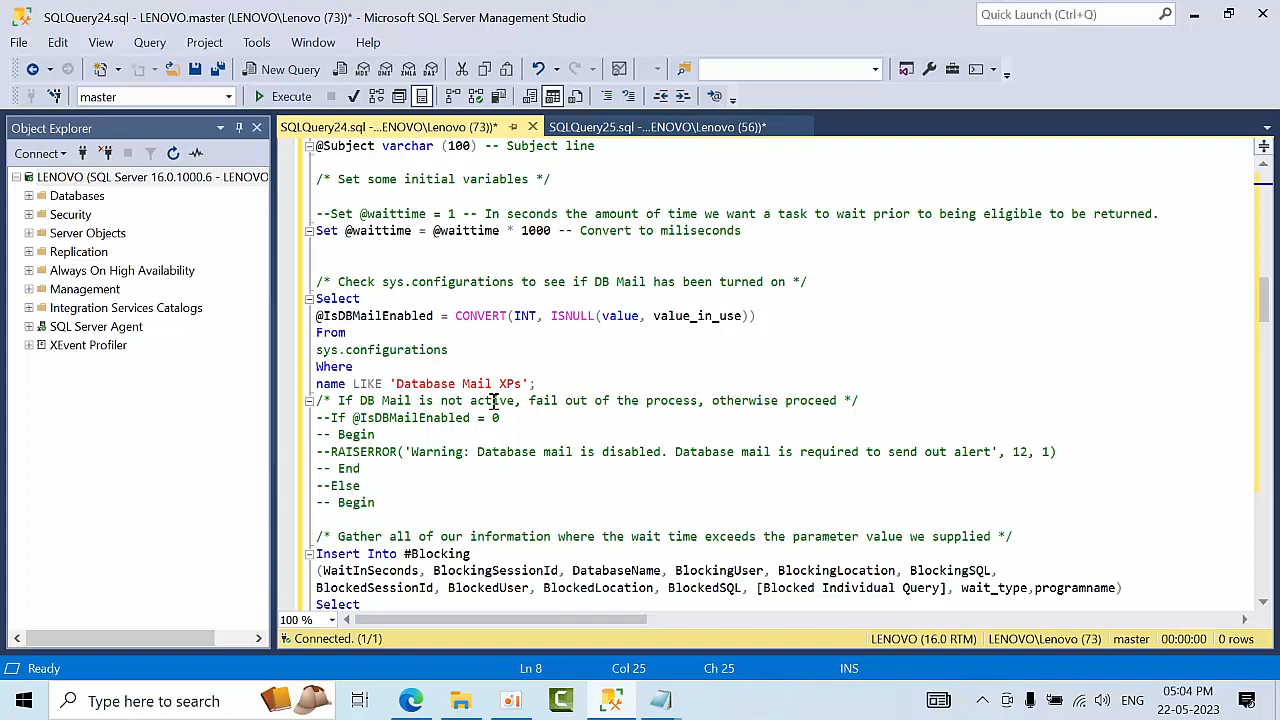 SQLQuery24.sql - LENOVO.master (LENOVO\Lenovo (73))* - Microsoft SQL Server Management Studio
Quick Launch (Ctrl+Q)
File Edit View Query Project Tools Window Help
New Query
MDX DMX XMLA DAX
master
Execute
Object Explorer
SQLQuery24.sql -...ENOVO\Lenovo (73))*
SQLQuery25.sql -...ENOVO\Lenovo (56))*
Connect
LENOVO (SQL Server 16.0.1000.6 - LENOVO
Databases
Security
Server Objects
Replication
Always On High Availability
Management
Integration Services Catalogs
SQL Server Agent
XEvent Profiler
@Subject varchar (100) -- Subject line
/* Set some initial variables */
--Set @waittime = 1 -- In seconds the amount of time we want a task to wait prior to being eligible to be returned.
Set @waittime = @waittime * 1000 -- Convert to miliseconds
/* Check sys.configurations to see if DB Mail has been turned on */
Select
@IsDBMailEnabled = CONVERT(INT, ISNULL(value, value_in_use))
From
sys.configurations
Where
name LIKE 'Database Mail XPs';
/* If DB Mail is not active, fail out of the process, otherwise proceed */
--If @IsDBMailEnabled = 0
-- Begin
--RAISERROR('Warning: Database mail is disabled. Database mail is required to send out alert', 12, 1)
-- End
--Else
-- Begin
/* Gather all of our information where the wait time exceeds the parameter value we supplied */
Insert Into #Blocking
(WaitInSeconds, BlockingSessionId, DatabaseName, BlockingUser, BlockingLocation, BlockingSQL,
BlockedSessionId, BlockedUser, BlockedLocation, BlockedSQL, [Blocked Individual Query], wait_type,programname)
Select
100 %
Connected. (1/1)
LENOVO (16.0 RTM) LENOVO\Lenovo (73) master 00:00:00 0 rows
Ready
Ln 8 Col 25 Ch 25 INS
Type here to search
ENG
05:04 PM
22-05-2023